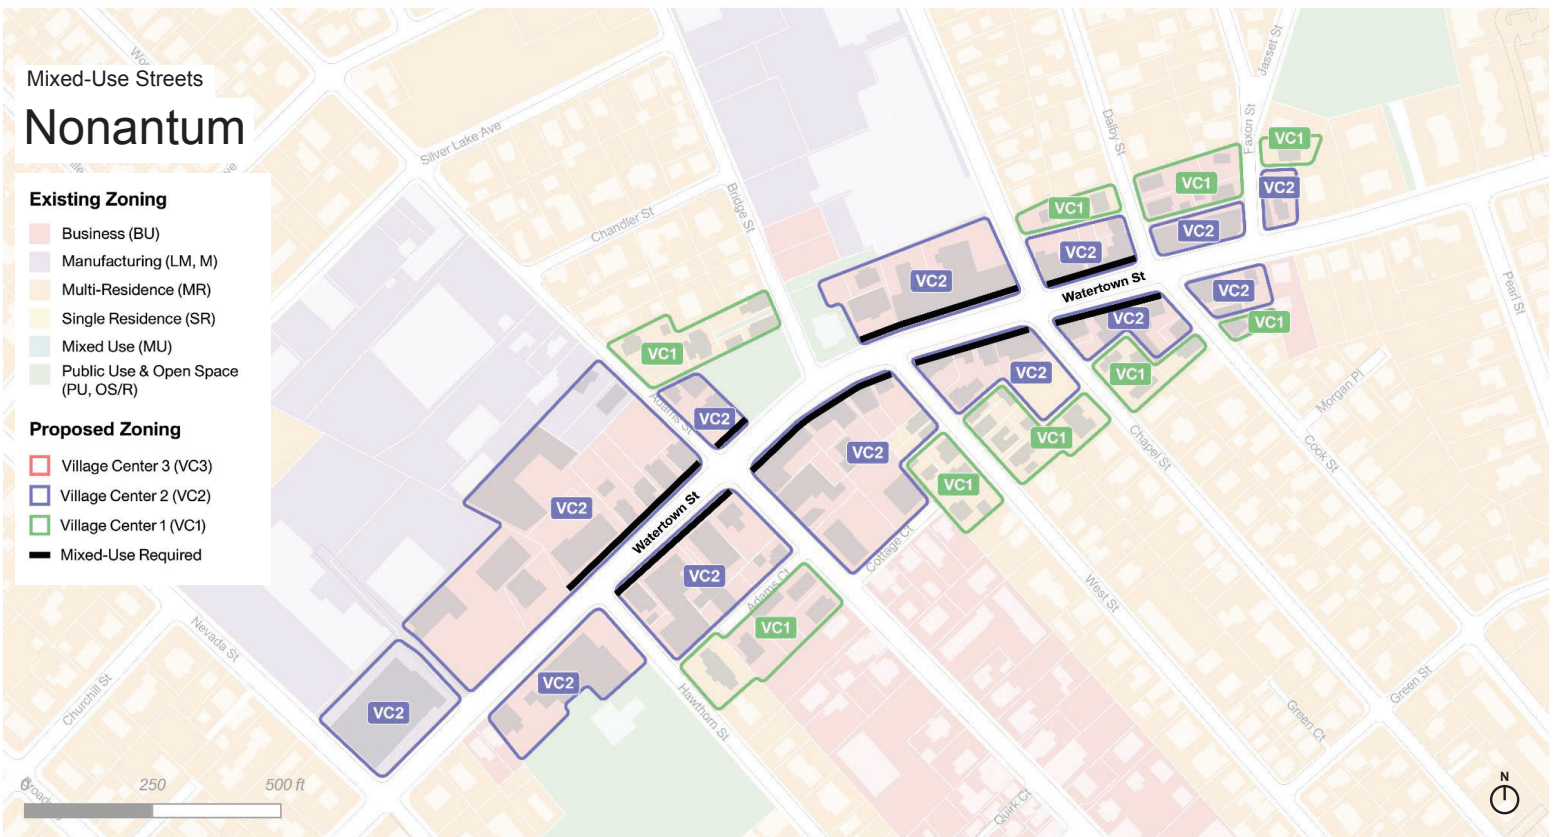 Mixed-Use Streets
Nonantum
Existing Zoning
Business (BU)
Manufacturing (LM, M)
Multi-Residence (MR)
Single Residence (SR)
Mixed Use (MU)
Public Use & Open Space
(PU, OS/R)
Proposed Zoning
Village Center 3 (VC3)
Village Center 2 (VC2)
Village Center 1 (VC1)
Mixed-Use Required
Silver Lake Ave
Chandler St
Bridge St
Dalby St
Faxon St
Jasset St
VC1
VC1
VC1
VC2
VC2
VC2
VC2
Watertown St
VC2
VC1
VC2
VC1
VC2
VC1
VC1
Adams St
VC2
VC2
VC1
VC2
Watertown St
VC2
Adams Ct
VC1
Cottage Ct
Pearl St
Morgan Pl
Chapel St
Cook St
West St
Green St
Green Ct
Quirk Ct
Hawthorn St
VC2
VC2
Nevada St
Churchill St
0 250 500 ft
N